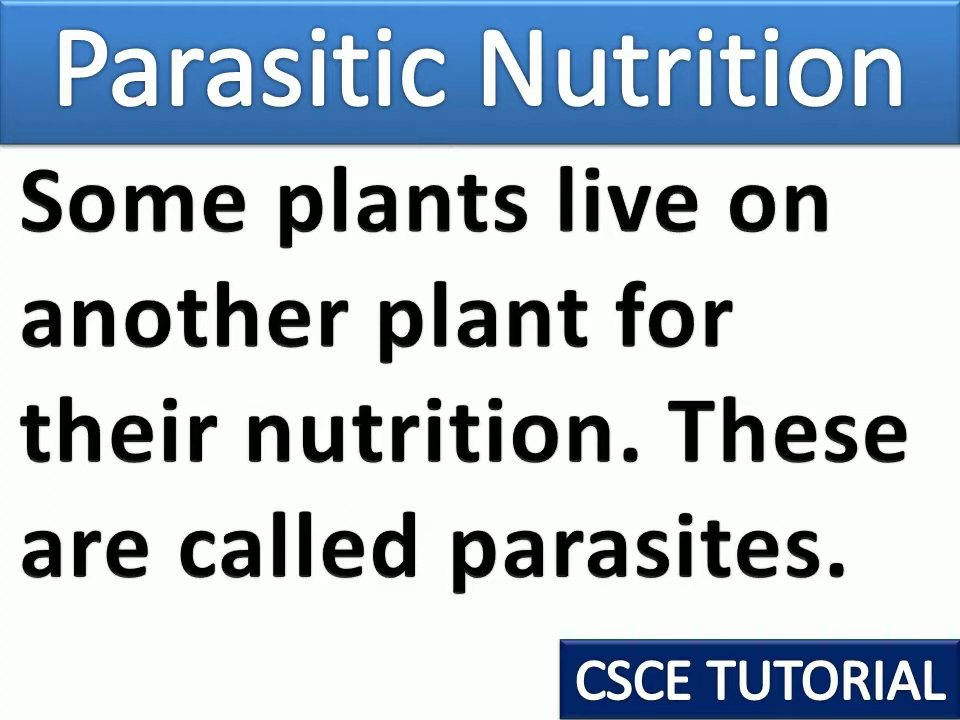 Parasitic Nutrition
Some plants live on
another plant for
their nutrition. These
are called parasites.
CSCE TUTORIAL